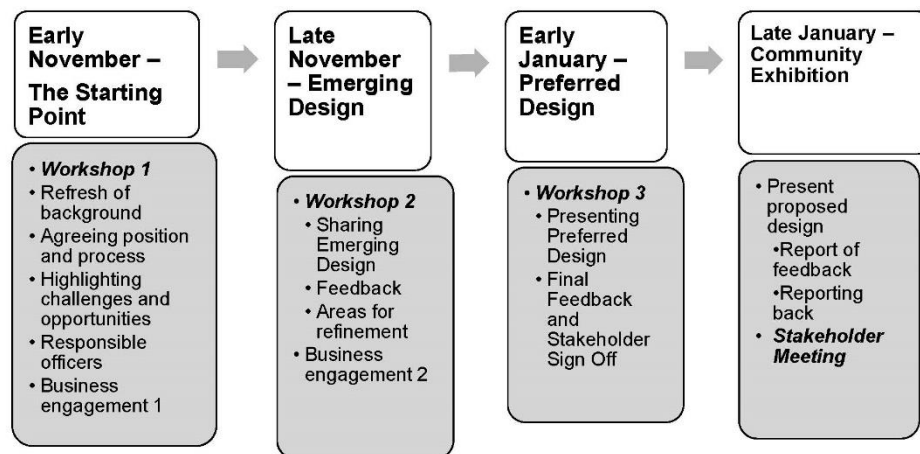 Early
November –
The Starting
Point
Late
November
– Emerging
Design
Early
January –
Preferred
Design
Late January –
Community
Exhibition
• Workshop 1
• Refresh of
background
• Agreeing position
and process
• Highlighting
challenges and
opportunities
• Responsible
officers
• Business
engagement 1
• Workshop 2
• Sharing
Emerging
Design
• Feedback
• Areas for
refinement
• Business
engagement 2
• Workshop 3
• Presenting
Preferred
Design
• Final
Feedback
and
Stakeholder
Sign Off
• Present
proposed
design
•Report of
feedback
•Reporting
back
• Stakeholder
Meeting